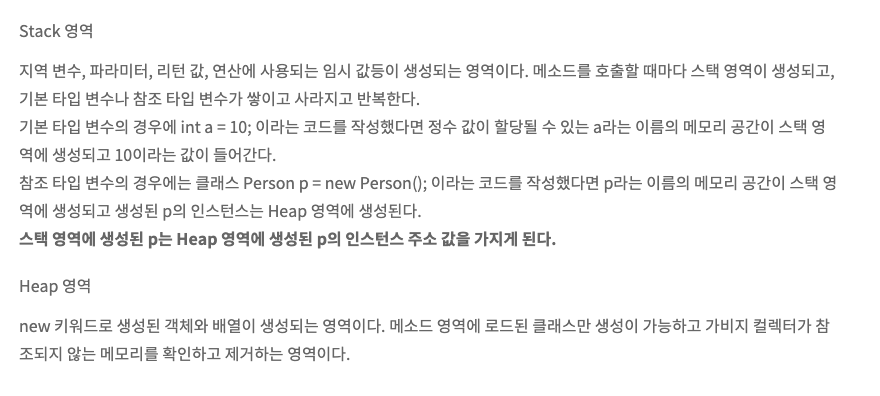 Stack 영역
지역 변수, 파라미터, 리턴 값, 연산에 사용되는 임시 값등이 생성되는 영역이다. 메소드를 호출할 때마다 스택 영역이 생성되고,
기본 타입 변수나 참조 타입 변수가 쌓이고 사라지고 반복한다.
기본 타입 변수의 경우에 int a = 10; 이라는 코드를 작성했다면 정수 값이 할당될 수 있는 a라는 이름의 메모리 공간이 스택 영
역에 생성되고 10이라는 값이 들어간다.
참조 타입 변수의 경우에는 클래스 Person p = new Person(); 이라는 코드를 작성했다면 p라는 이름의 메모리 공간이 스택 영
역에 생성되고 생성된 p의 인스턴스는 Heap 영역에 생성된다.
스택 영역에 생성된 p는 Heap 영역에 생성된 p의 인스턴스 주소 값을 가지게 된다.
Heap 영역
new 키워드로 생성된 객체와 배열이 생성되는 영역이다. 메소드 영역에 로드된 클래스만 생성이 가능하고 가비지 컬렉터가 참
조되지 않는 메모리를 확인하고 제거하는 영역이다.